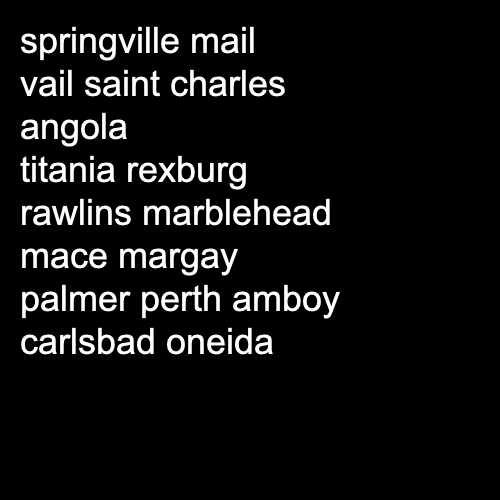 springville mail
vail saint charles
angola
titania rexburg
rawlins marblehead
mace margay
palmer perth amboy
carlsbad oneida